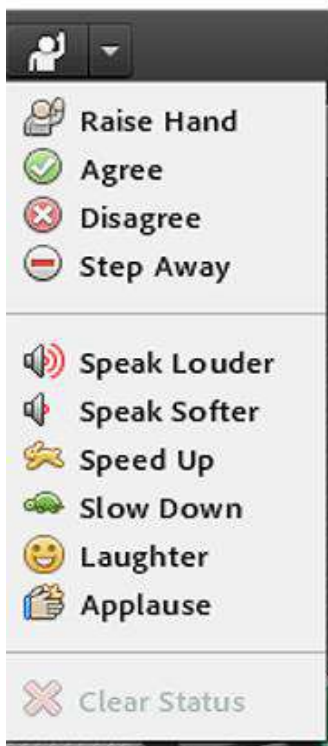 Raise Hand
Agree
Disagree
Step Away
Speak Louder
Speak Softer
Speed Up
Slow Down
Laughter
Applause
Clear Status